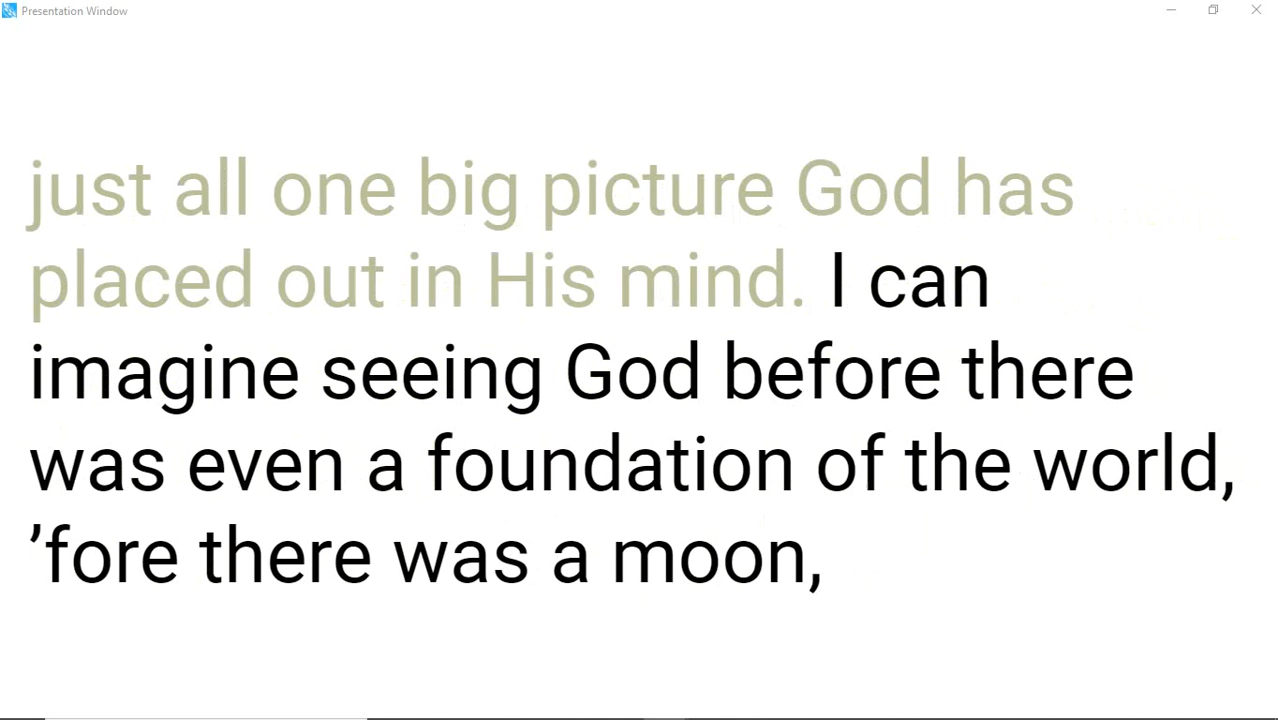 Presentation Window
just all one big picture God has
placed out in His mind. I can
imagine seeing God before there
was even a foundation of the world,
’fore there was a moon,